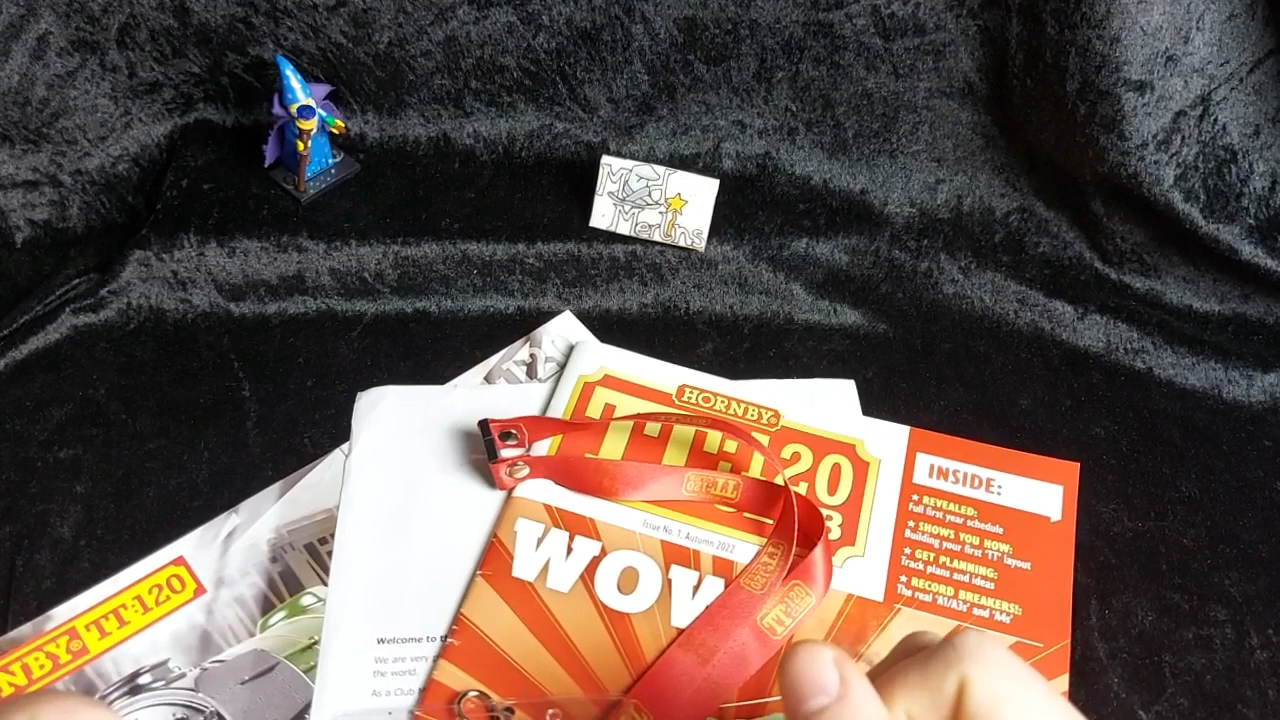 Mad
Merlins
HORNBY®
TT:120
Issue No. 1, Autumn 2022
WOW
INSIDE:
★ REVEALED:
Full first year schedule
★ SHOWS YOU HOW:
Building your first 'TT' layout
★ GET PLANNING:
Track plans and ideas
★ RECORD BREAKERS!:
The real 'A1/A3s' and 'A4s'
TT:120
TT:120
TT:120
NBY® TT:120
Welcome to th
We are very p
the world.
As a Club M